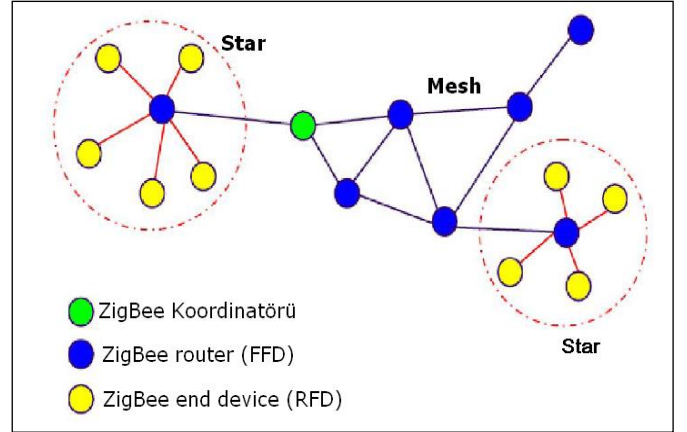 Star
Mesh
Star
ZigBee Koordinatörü
ZigBee router (FFD)
ZigBee end device (RFD)